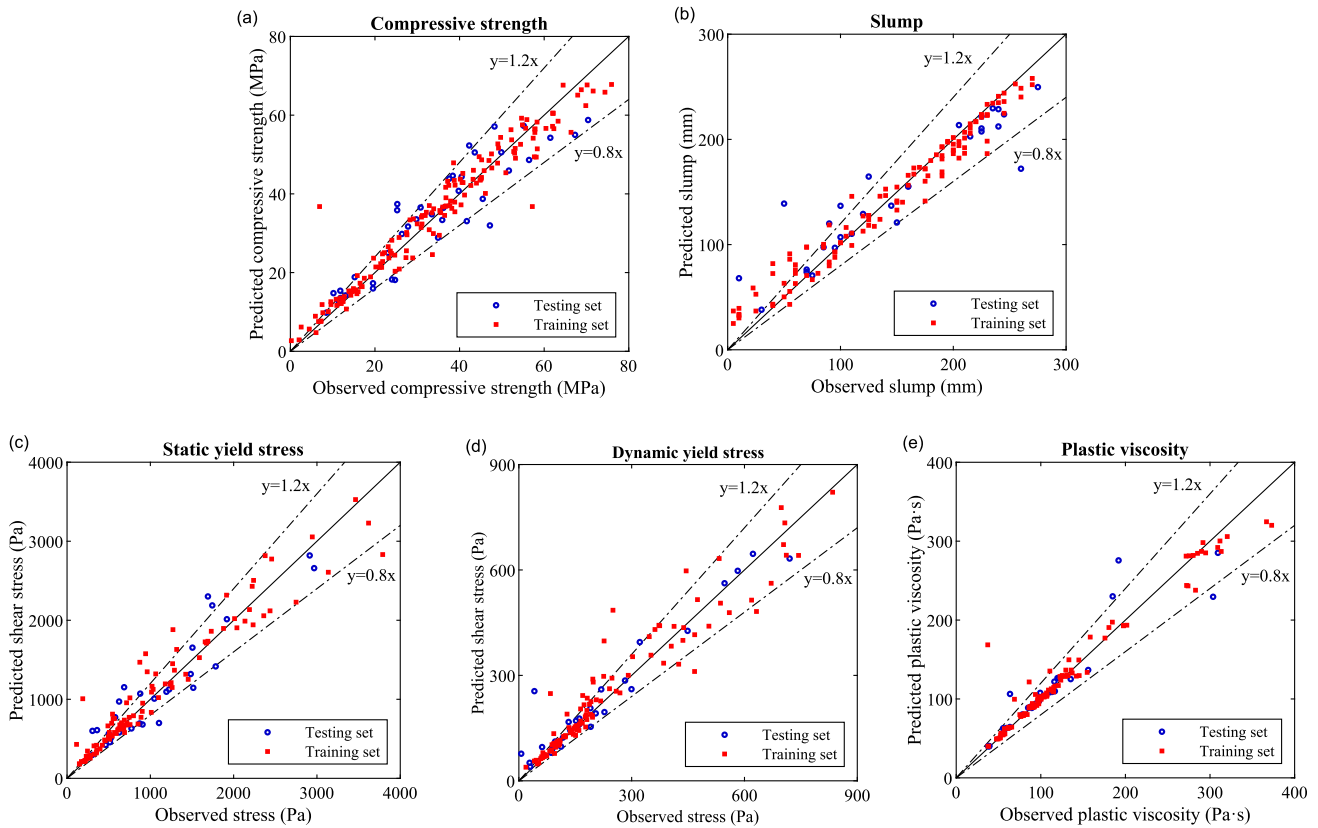 (a)
Compressive strength
Predicted compressive strength (MPa)
80
60
40
20
0
0 20 40 60 80
Observed compressive strength (MPa)
y=1.2x
y=0.8x
Testing set
Training set
(b)
Slump
Predicted slump (mm)
300
200
100
0
0 100 200 300
Observed slump (mm)
y=1.2x
y=0.8x
Testing set
Training set
(c)
Static yield stress
Predicted shear stress (Pa)
4000
3000
2000
1000
0
0 1000 2000 3000 4000
Observed stress (Pa)
y=1.2x
y=0.8x
Testing set
Training set
(d)
Dynamic yield stress
Predicted shear stress (Pa)
900
600
300
0
0 300 600 900
Observed stress (Pa)
y=1.2x
y=0.8x
Testing set
Training set
(e)
Plastic viscosity
Predicted plastic viscosity (Pa·s)
400
300
200
100
0
0 100 200 300 400
Observed plastic viscosity (Pa·s)
y=1.2x
y=0.8x
Testing set
Training set